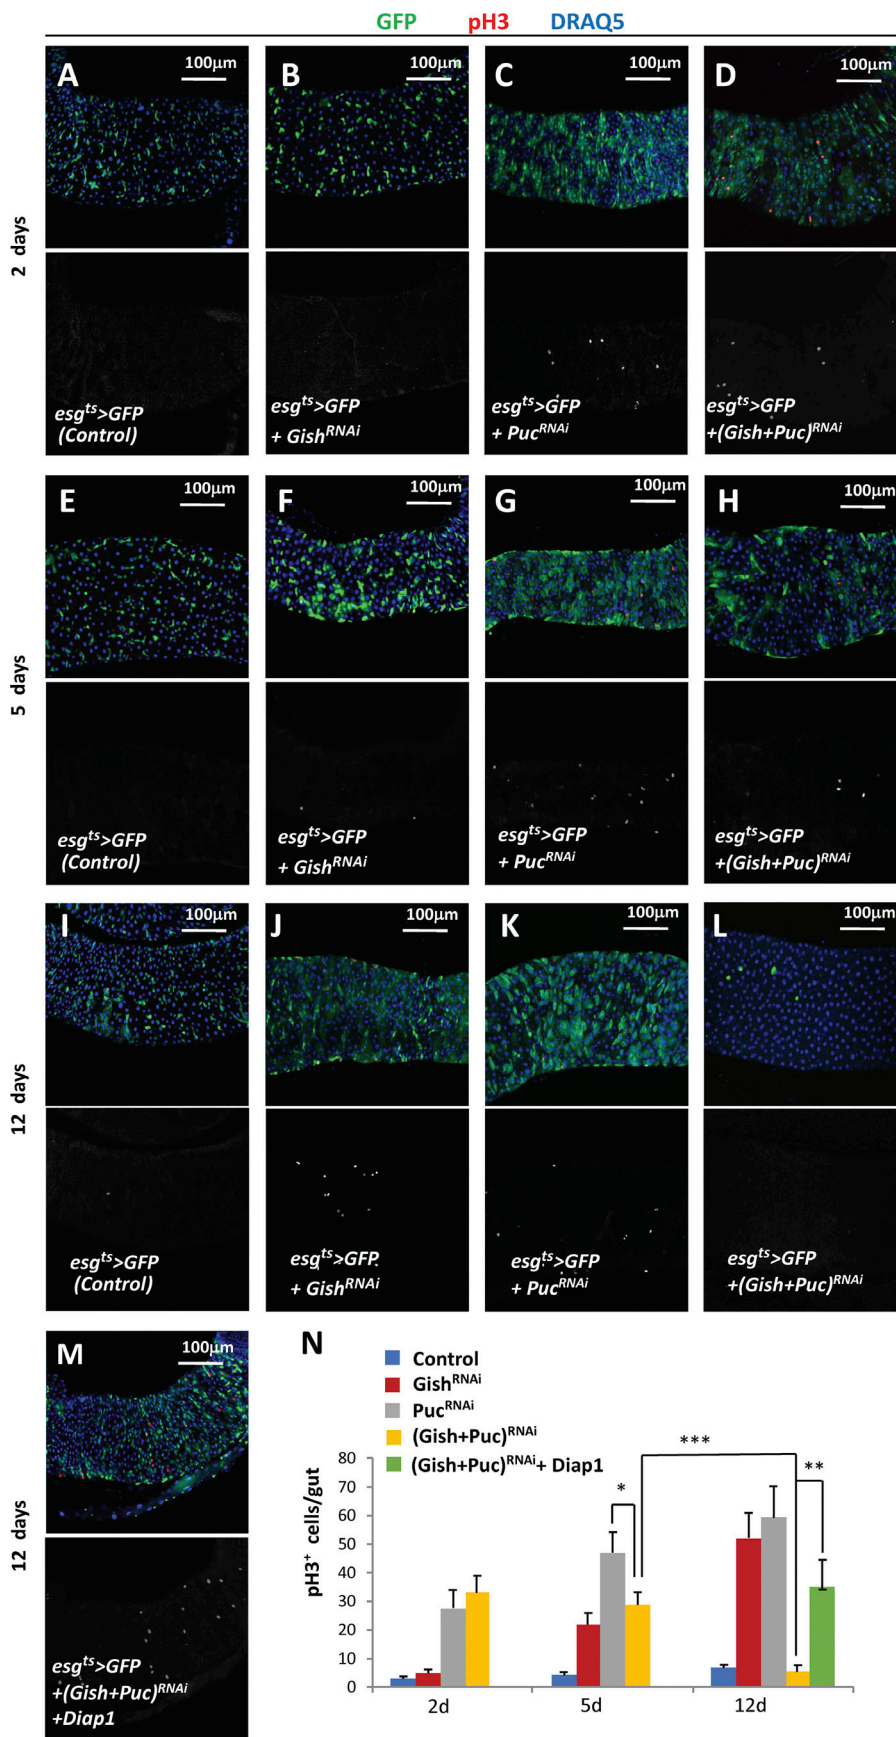 GFP pH3 DRAQ5
2 days
A 100µm
esgᵗˢ>GFP
(Control)
B 100µm
esgᵗˢ>GFP
+ Gishᴿᴺᴬⁱ
C 100µm
esgᵗˢ>GFP
+ Pucᴿᴺᴬⁱ
D 100µm
esgᵗˢ>GFP
+(Gish+Puc)ᴿᴺᴬⁱ
5 days
E 100µm
esgᵗˢ>GFP
(Control)
F 100µm
esgᵗˢ>GFP
+ Gishᴿᴺᴬⁱ
G 100µm
esgᵗˢ>GFP
+ Pucᴿᴺᴬⁱ
H 100µm
esgᵗˢ>GFP
+(Gish+Puc)ᴿᴺᴬⁱ
12 days
I 100µm
esgᵗˢ>GFP
(Control)
J 100µm
esgᵗˢ>GFP
+ Gishᴿᴺᴬⁱ
K 100µm
esgᵗˢ>GFP
+ Pucᴿᴺᴬⁱ
L 100µm
esgᵗˢ>GFP
+(Gish+Puc)ᴿᴺᴬⁱ
12 days
M 100µm
esgᵗˢ>GFP
+(Gish+Puc)ᴿᴺᴬⁱ
+Diap1
N
Control
Gishᴿᴺᴬⁱ
Pucᴿᴺᴬⁱ
(Gish+Puc)ᴿᴺᴬⁱ
(Gish+Puc)ᴿᴺᴬⁱ+ Diap1
pH3⁺ cells/gut
80
70
60
50
40
30
20
10
0
*
***
**
2d 5d 12d